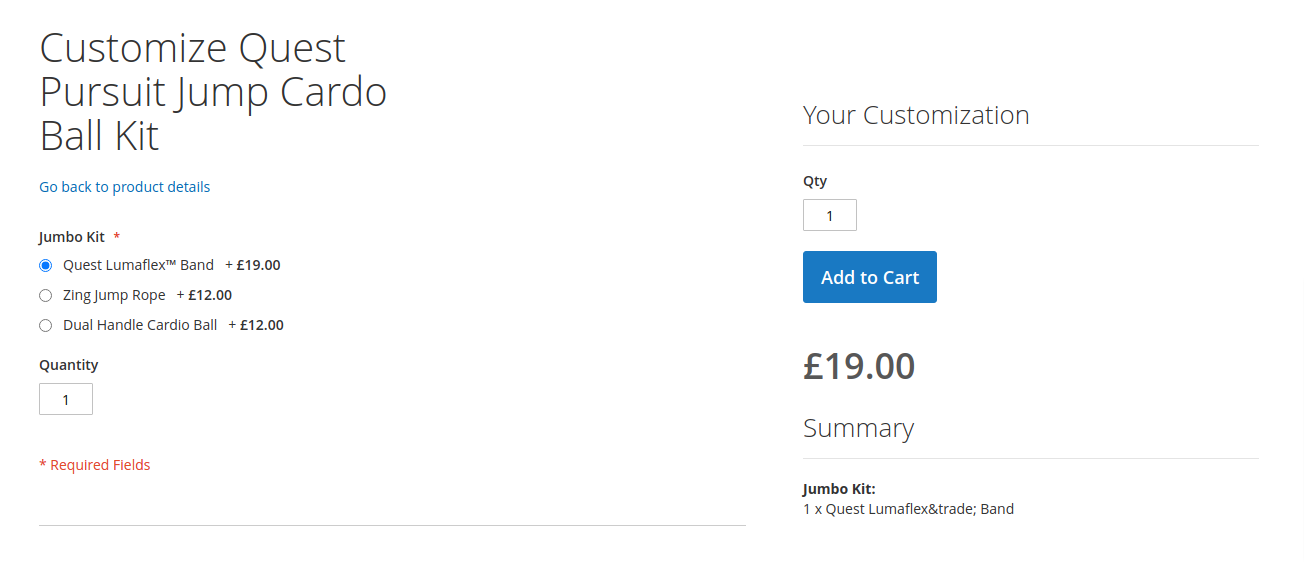 Customize Quest
Pursuit Jump Cardo
Ball Kit
Go back to product details
Jumbo Kit *
Quest Lumaflex™ Band + £19.00
Zing Jump Rope + £12.00
Dual Handle Cardio Ball + £12.00
Quantity
1
* Required Fields
Your Customization
Qty
1
Add to Cart
£19.00
Summary
Jumbo Kit:
1 x Quest Lumaflex&trade; Band